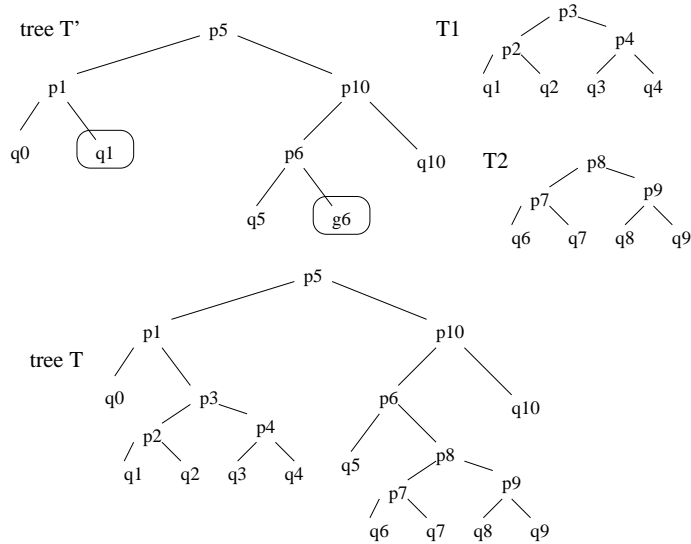 tree T’ p5 T1 p3
p2 p4
p1 p10 q1 q2 q3 q4
q0 q1 p6 q10 T2 p8
p7 p9
q5 g6 q6 q7 q8 q9
p5
p1 p10
tree T
q0 p3 p6 q10
p2 p4
q1 q2 q3 q4 q5 p8
p7 p9
q6 q7 q8 q9